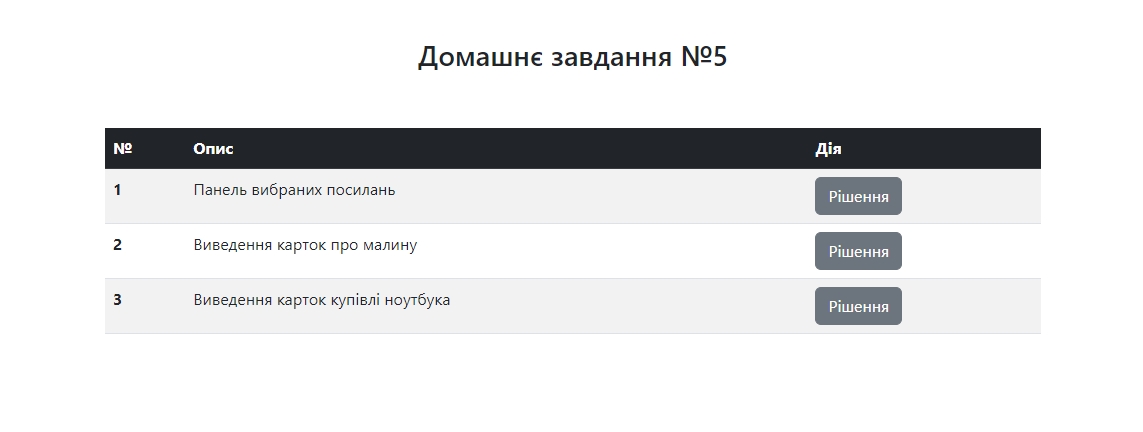 Домашнє завдання №5
№ Опис Дія
1 Панель вибраних посилань Рішення
2 Виведення карток про малину Рішення
3 Виведення карток купівлі ноутбука Рішення